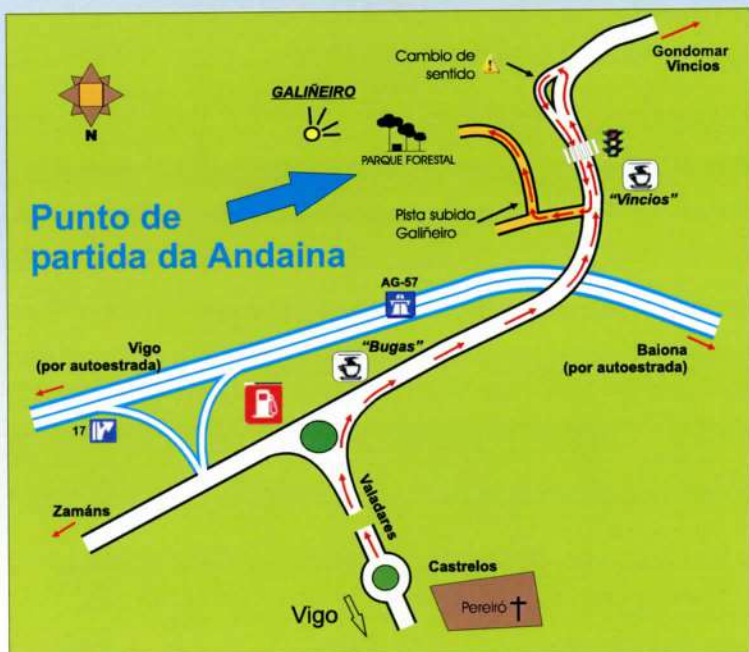 Gondomar
Vincios
Cambio de
sentido
GALIÑEIRO
N
PARQUE FORESTAL
"Vincios"
Pista subida
Galiñeiro
Punto de
partida da Andaina
AG-57
Vigo
(por autoestrada)
"Bugas"
Baiona
(por autoestrada)
17
Zamáns
Valadares
Castrelos
Pereiró
Vigo